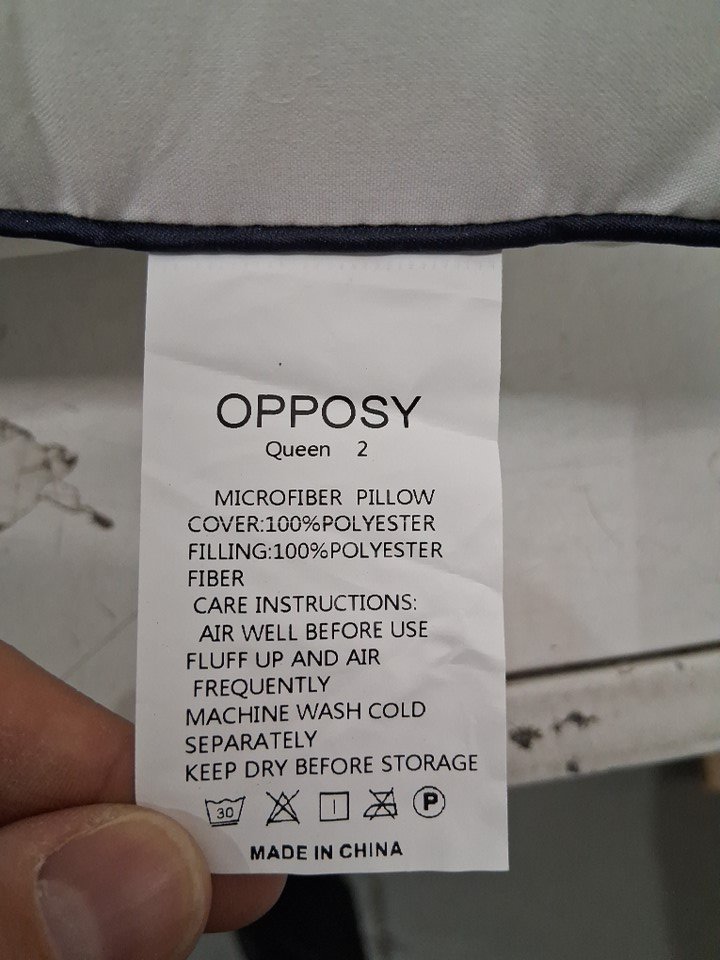 OPPOSY
Queen 2
MICROFIBER PILLOW
COVER:100%POLYESTER
FILLING:100%POLYESTER
FIBER
CARE INSTRUCTIONS:
AIR WELL BEFORE USE
FLUFF UP AND AIR
FREQUENTLY
MACHINE WASH COLD
SEPARATELY
KEEP DRY BEFORE STORAGE
30 P
MADE IN CHINA